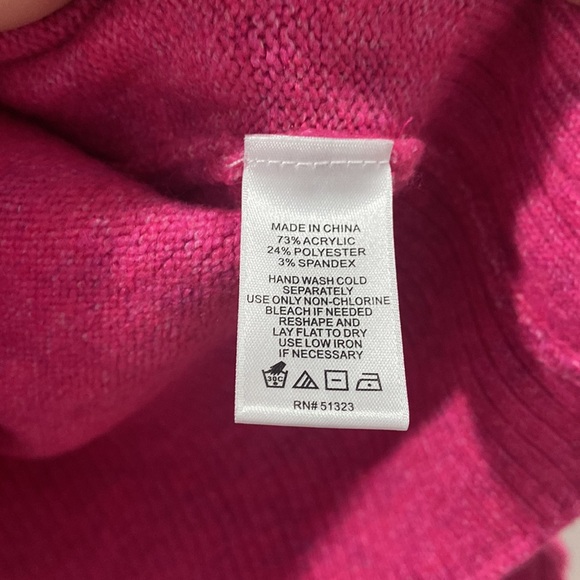 MADE IN CHINA
73% ACRYLIC
24% POLYESTER
3% SPANDEX
HAND WASH COLD
SEPARATELY
USE ONLY NON-CHLORINE
BLEACH IF NEEDED
RESHAPE AND
LAY FLAT TO DRY
USE LOW IRON
IF NECESSARY
30C
RN# 51323